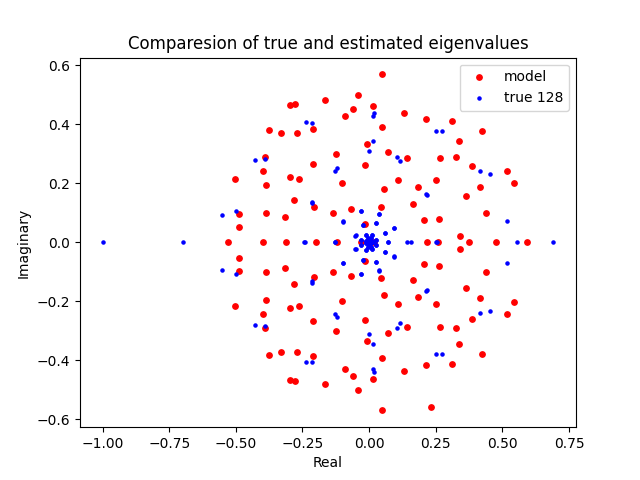 Comparesion of true and estimated eigenvalues
model
true 128
Imaginary
0.6
0.4
0.2
0.0
−0.2
−0.4
−0.6
−1.00 −0.75 −0.50 −0.25 0.00 0.25 0.50 0.75
Real